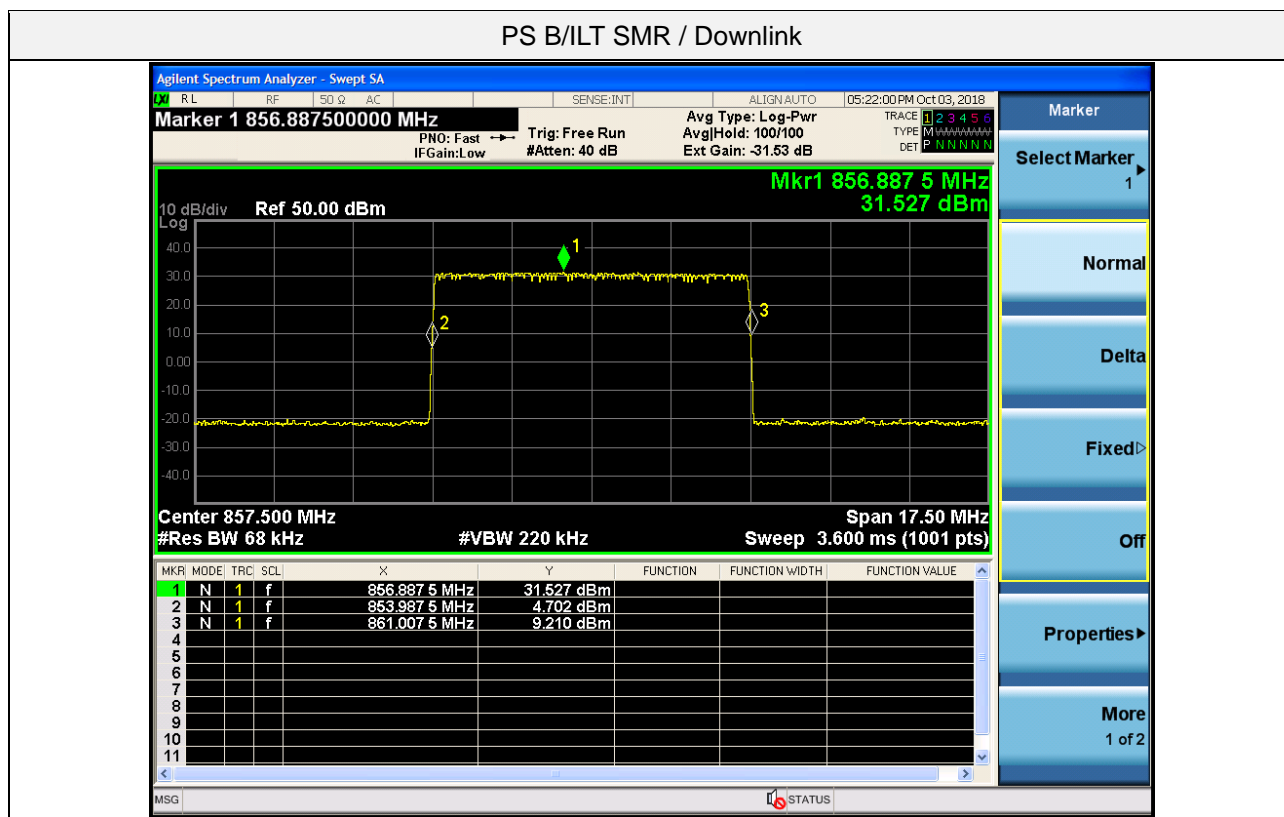 PS B/ILT SMR / Downlink
Agilent Spectrum Analyzer - Swept SA
LXI RL RF 50 Ω AC SENSE:INT ALIGN AUTO 05:22:00 PM Oct 03, 2018
Marker 1 856.887500000 MHz
PNO: Fast
IFGain:Low
Trig: Free Run
#Atten: 40 dB
Avg Type: Log-Pwr
Avg|Hold: 100/100
Ext Gain: -31.53 dB
TRACE 1 2 3 4 5 6
TYPE M WWWWW
DET P N N N N N
Mkr1 856.887 5 MHz
31.527 dBm
10 dB/div Ref 50.00 dBm
Log
40.0
30.0
20.0
10.0
0.00
-10.0
-20.0
-30.0
-40.0
1
2
3
Center 857.500 MHz Span 17.50 MHz
#Res BW 68 kHz #VBW 220 kHz Sweep 3.600 ms (1001 pts)
MKR MODE TRC SCL X Y FUNCTION FUNCTION WIDTH FUNCTION VALUE
1 N 1 f 856.887 5 MHz 31.527 dBm
2 N 1 f 853.987 5 MHz 4.702 dBm
3 N 1 f 861.007 5 MHz 9.210 dBm
4
5
6
7
8
9
10
11
MSG STATUS
Marker
Select Marker
1
Normal
Delta
Fixed
Off
Properties
More
1 of 2